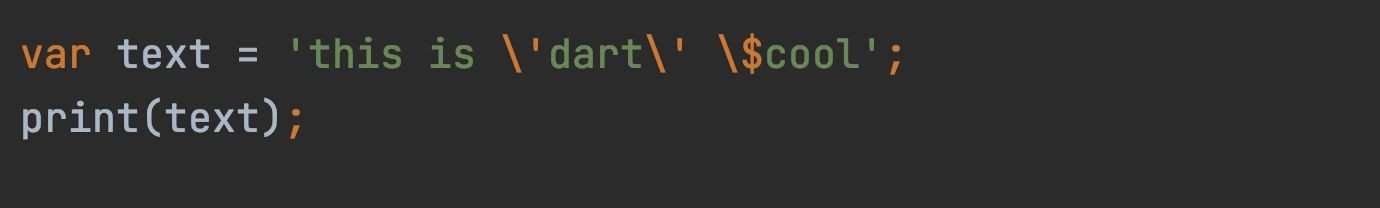 var text = 'this is \'dart\' \$cool';
print(text);